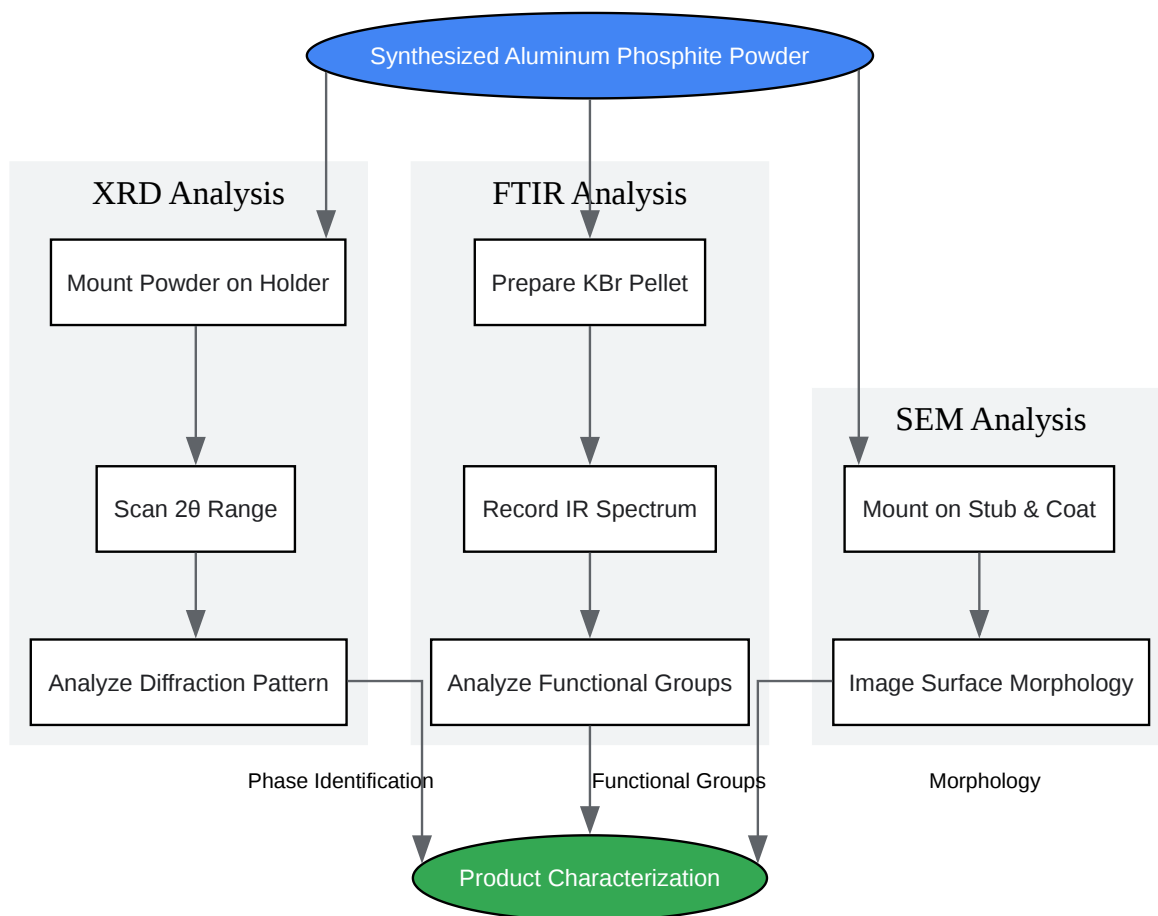 Synthesized Aluminum Phosphite Powder
XRD Analysis
FTIR Analysis
Mount Powder on Holder
Prepare KBr Pellet
SEM Analysis
Scan 2θ Range
Record IR Spectrum
Mount on Stub & Coat
Analyze Diffraction Pattern
Analyze Functional Groups
Image Surface Morphology
Phase Identification
Functional Groups
Morphology
Product Characterization